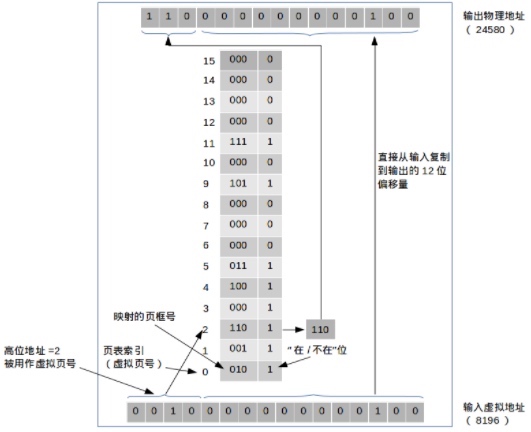 1 1 0 0 0 0 0 0 0 0 0 0 1 0 0
输出物理地址
（ 24580）
15 000 0
14 000 0
13 000 0
12 000 0
11 111 1
10 000 0
9 101 1
8 000 0
7 000 0
6 000 0
5 011 1
4 100 1
3 000 1
2 110 1
1 001 1
0 010 1
直接从输入复制
到输出的 12 位
偏移量
110
映射的页框号
高位地址 =2
被用作虚拟页号
页表索引
（ 虚拟页号）
“ 在 / 不在”位
0 0 1 0 0 0 0 0 0 0 0 0 0 1 0 0
输入虚拟地址
（ 8196）